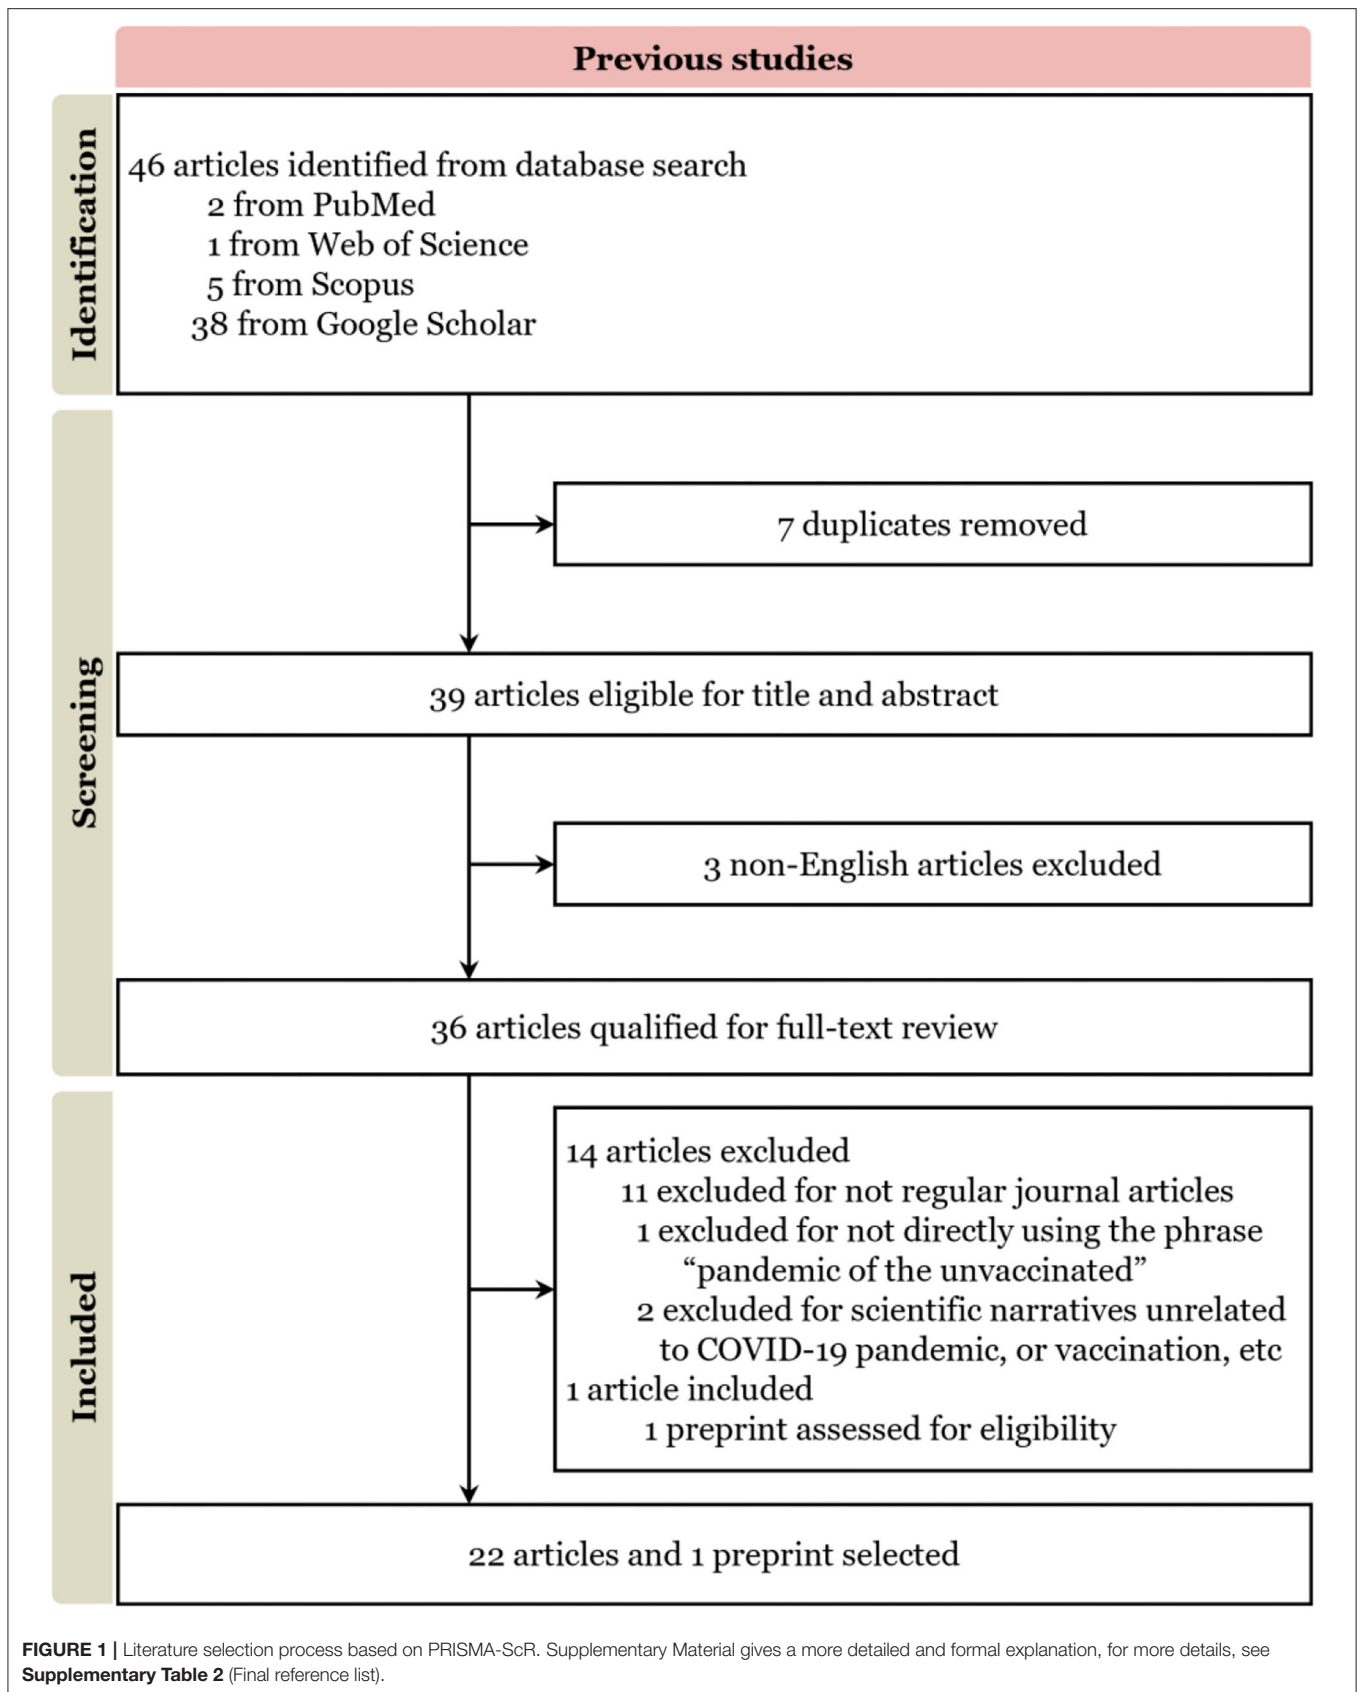 Previous studies
Identification
46 articles identified from database search
2 from PubMed
1 from Web of Science
5 from Scopus
38 from Google Scholar
Screening
7 duplicates removed
39 articles eligible for title and abstract
3 non-English articles excluded
36 articles qualified for full-text review
Included
14 articles excluded
11 excluded for not regular journal articles
1 excluded for not directly using the phrase
“pandemic of the unvaccinated”
2 excluded for scientific narratives unrelated
to COVID-19 pandemic, or vaccination, etc
1 article included
1 preprint assessed for eligibility
22 articles and 1 preprint selected
FIGURE 1 | Literature selection process based on PRISMA-ScR. Supplementary Material gives a more detailed and formal explanation, for more details, see
Supplementary Table 2 (Final reference list).